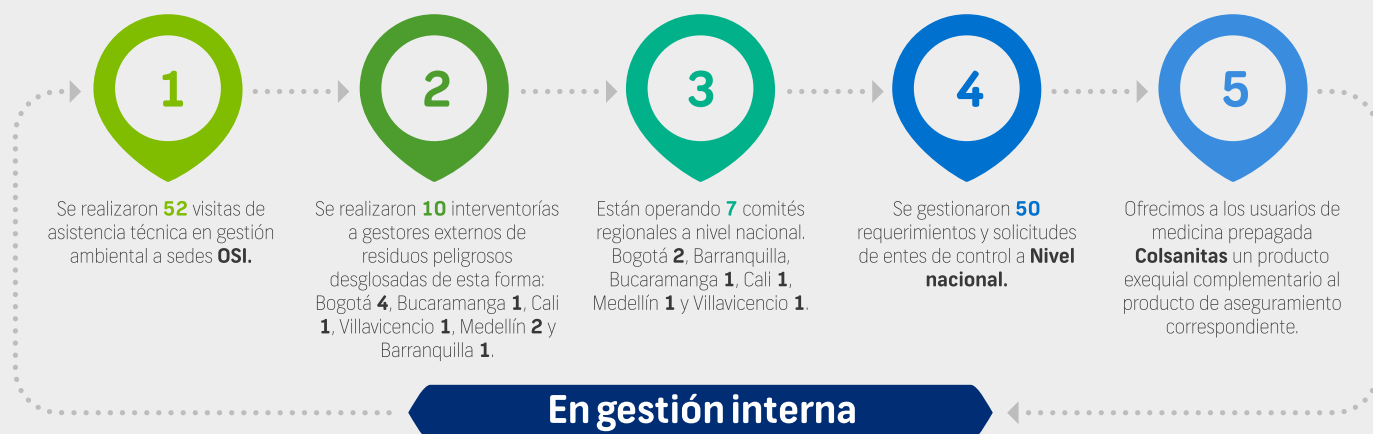 1
Se realizaron 52 visitas de
asistencia técnica en gestión
ambiental a sedes OSI.
2
Se realizaron 10 interventorías
a gestores externos de
residuos peligrosos
desglosadas de esta forma:
Bogotá 4, Bucaramanga 1, Cali
1, Villavicencio 1, Medellín 2 y
Barranquilla 1.
3
Están operando 7 comités
regionales a nivel nacional.
Bogotá 2, Barranquilla,
Bucaramanga 1, Cali 1,
Medellín 1 y Villavicencio 1.
4
Se gestionaron 50
requerimientos y solicitudes
de entes de control a Nivel
nacional.
5
Ofrecimos a los usuarios de
medicina prepagada
Colsanitas un producto
exequial complementario al
producto de aseguramiento
correspondiente.
En gestión interna